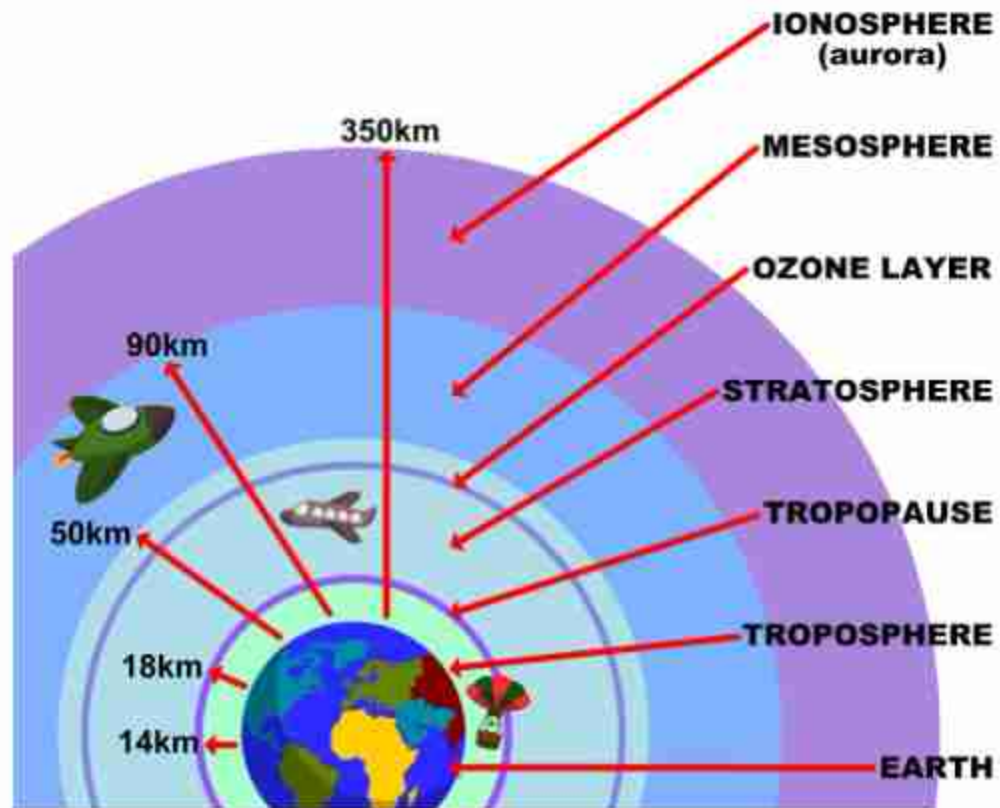 IONOSPHERE
(aurora)
350km
MESOSPHERE
OZONE LAYER
90km
STRATOSPHERE
TROPOPAUSE
50km
TROPOSPHERE
18km
14km
EARTH